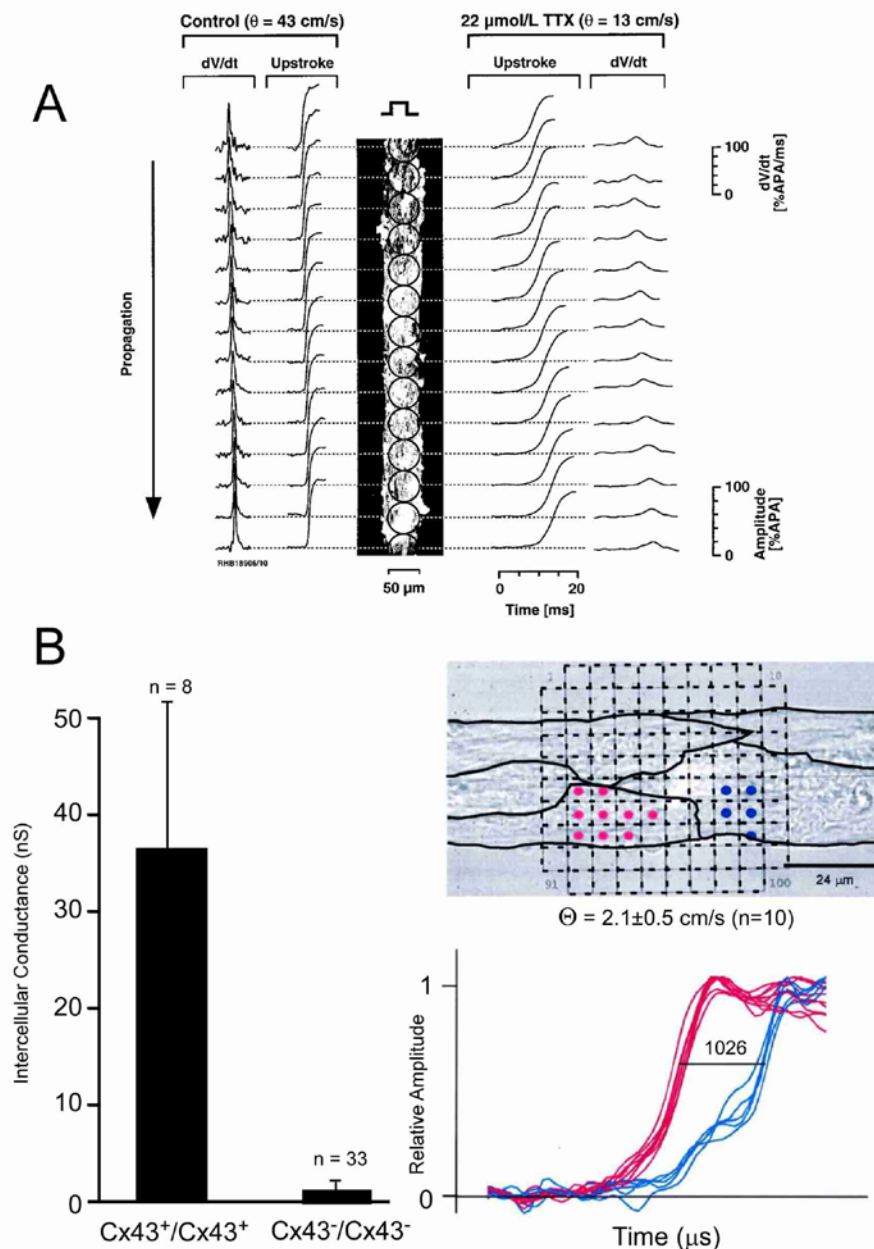 Control (θ = 43 cm/s)
22 µmol/L TTX (θ = 13 cm/s)
dV/dt
Upstroke
Upstroke
dV/dt
A
100
0
dV/dt
[%APA/ms]
Propagation
100
0
Amplitude
[%APA]
RHB18906/10
50 µm
0
20
Time [ms]
B
Intercellular Conductance (nS)
50
40
30
20
10
0
n = 8
n = 33
Cx43⁺/Cx43⁺
Cx43⁻/Cx43⁻
1
10
91
100
24 µm
Θ = 2.1±0.5 cm/s (n=10)
Relative Amplitude
1
0
1026
Time (µs)